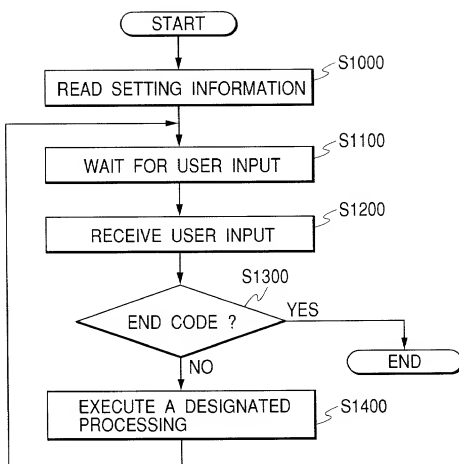 START
READ SETTING INFORMATION
S1000
WAIT FOR USER INPUT
S1100
RECEIVE USER INPUT
S1200
END CODE ?
S1300
YES
END
NO
EXECUTE A DESIGNATED
PROCESSING
S1400